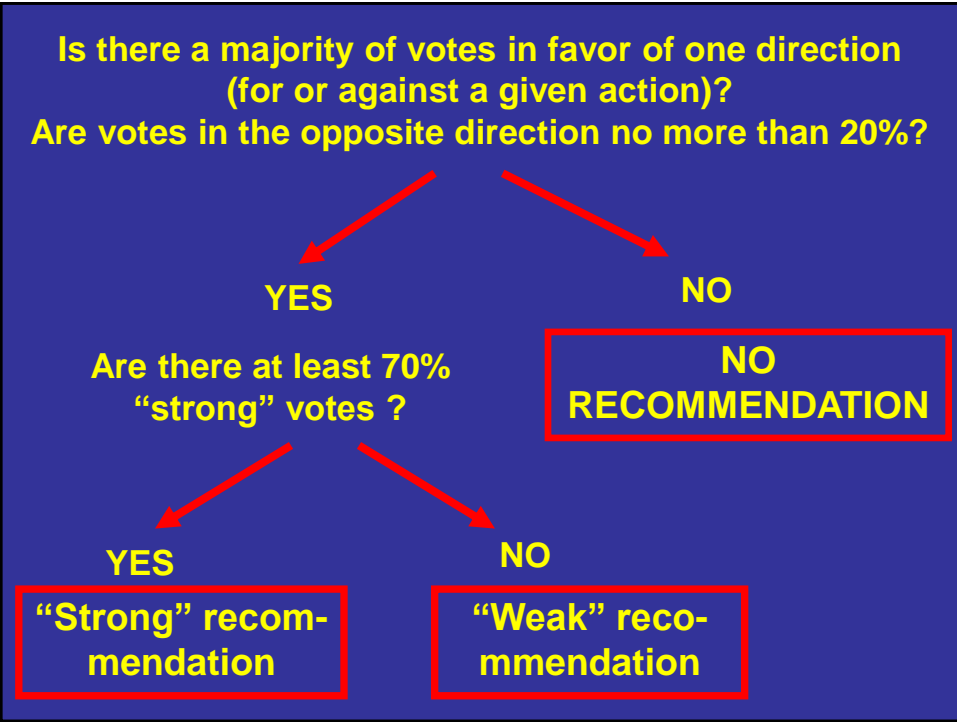 Is there a majority of votes in favor of one direction
(for or against a given action)?
Are votes in the opposite direction no more than 20%?
YES
NO
Are there at least 70%
“strong” votes ?
NO
RECOMMENDATION
YES
NO
“Strong” recom-
mendation
“Weak” reco-
mmendation